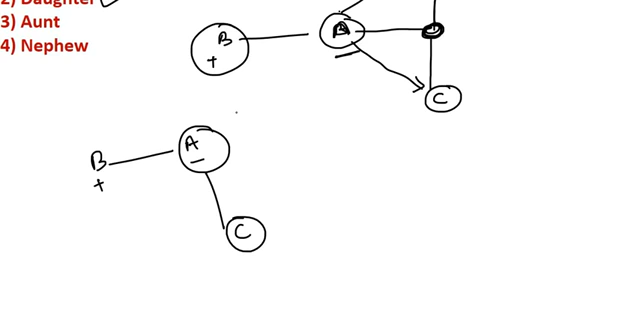 2) Daughter
3) Aunt
4) Nephew
B
+
A
C
B
+
A
C